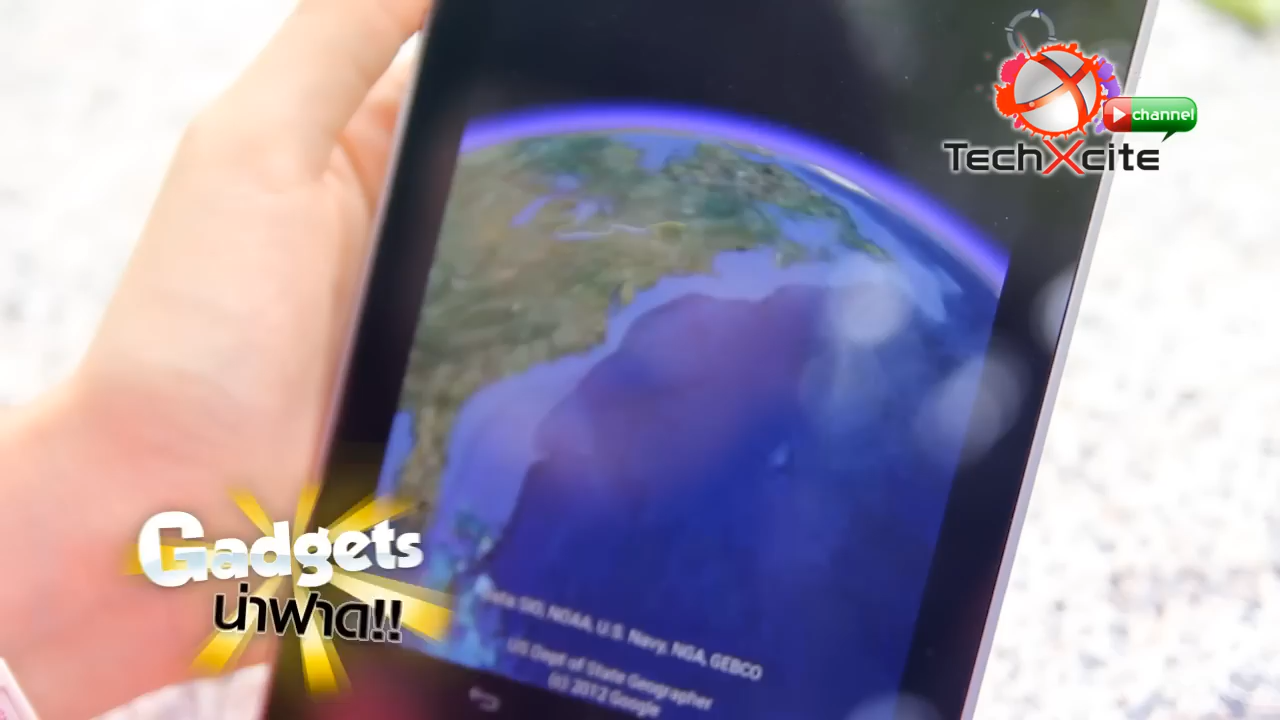 TechXcite
channel
Gadgets
น่าฟาด!!
Data SIO, NOAA, U.S. Navy, NGA, GEBCO
US Dept of State Geographer
(c) 2012 Google